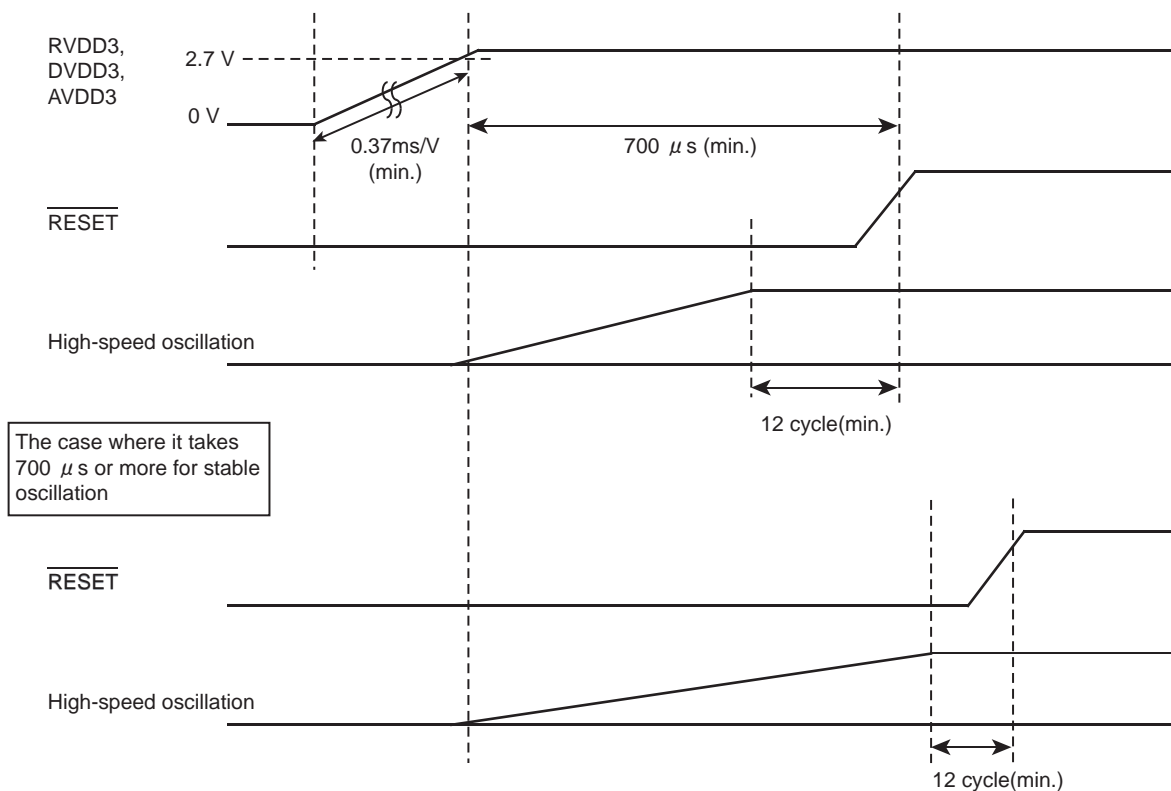 RVDD3,
DVDD3,
AVDD3
2.7 V
0 V
0.37ms/V
(min.)
700 μs (min.)
RESET
High-speed oscillation
12 cycle(min.)
The case where it takes
700 μs or more for stable
oscillation
RESET
High-speed oscillation
12 cycle(min.)